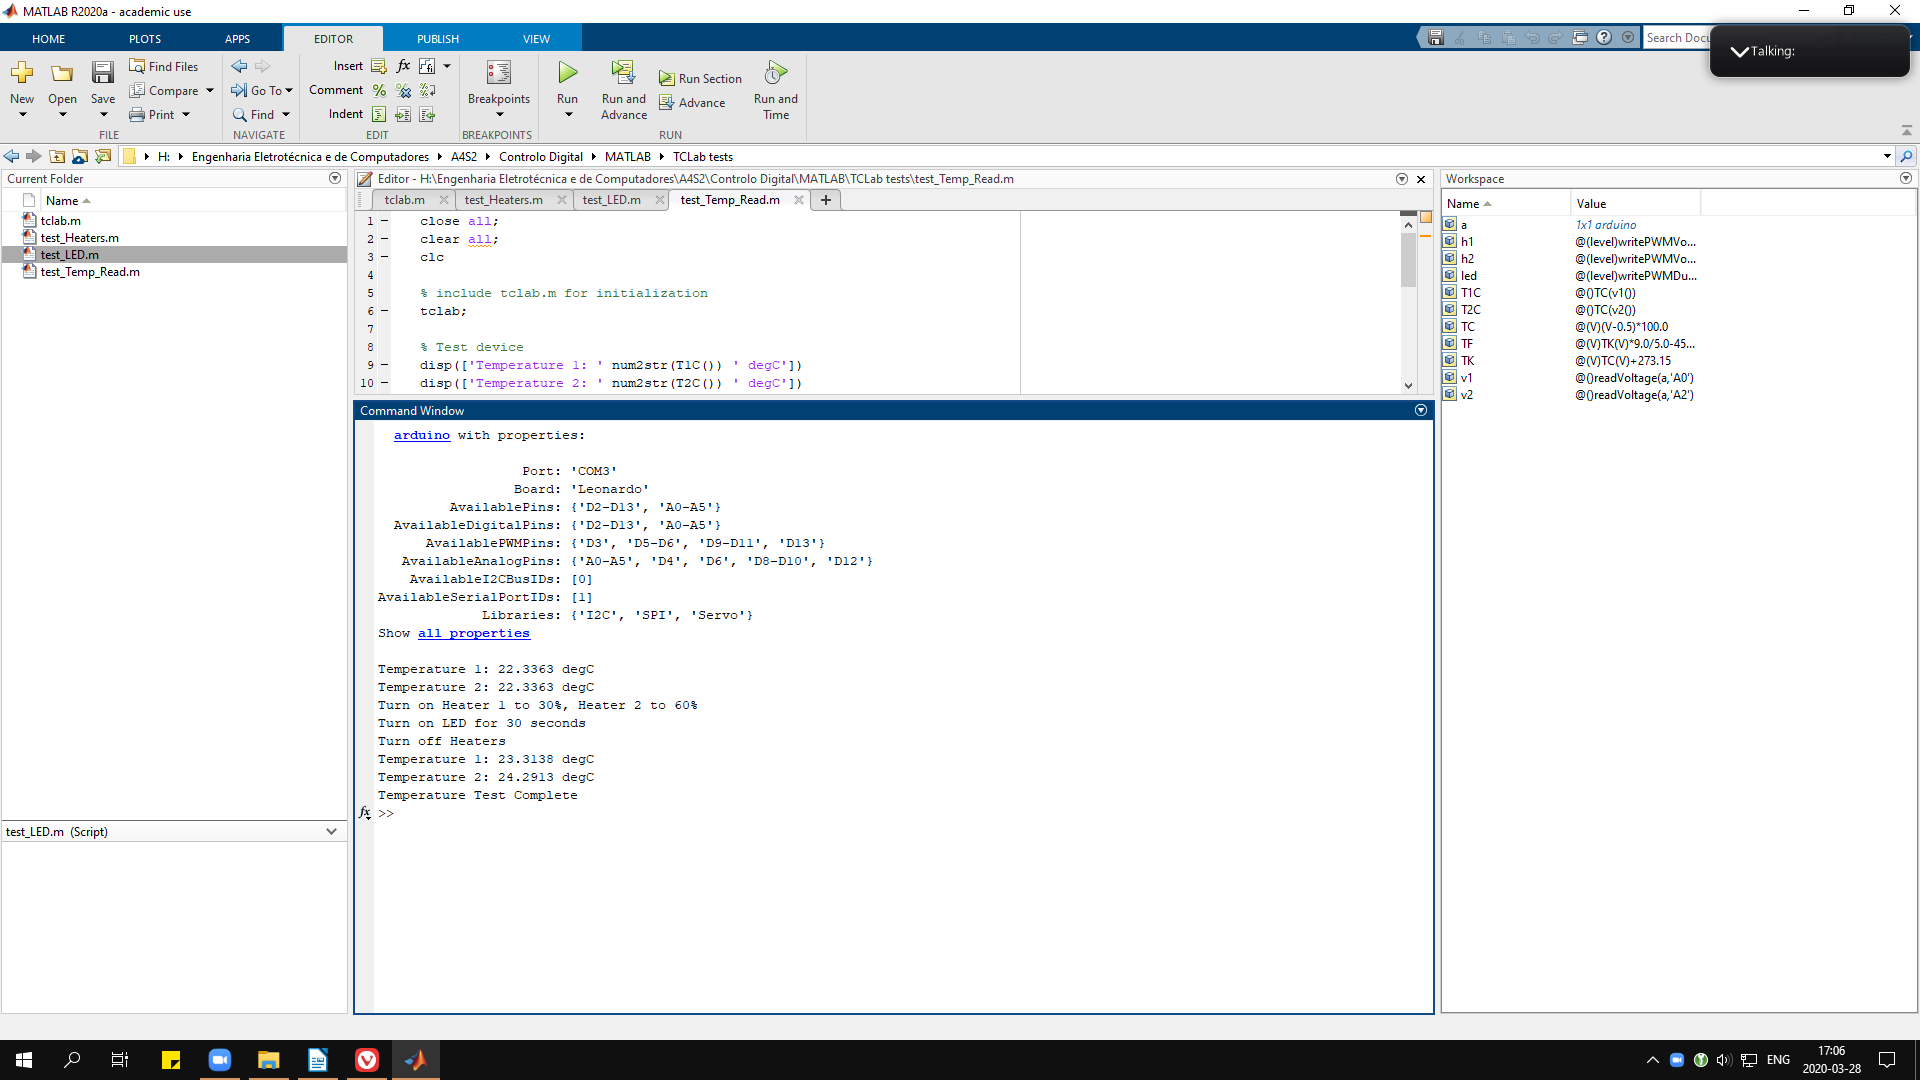 MATLAB R2020a - academic use
HOME PLOTS APPS EDITOR PUBLISH VIEW
Search Docu
Talking:
New Open Save
Find Files
Compare
Print
FILE
Go To
Find
NAVIGATE
Insert fx
Comment
Indent
EDIT
Breakpoints
BREAKPOINTS
Run
Run and Advance
Run Section
Advance
Run and Time
RUN
H: Engenharia Eletrotécnica e de Computadores A4S2 Controlo Digital MATLAB TCLab tests
Current Folder
Name
tclab.m
test_Heaters.m
test_LED.m
test_Temp_Read.m
test_LED.m (Script)
Editor - H:\Engenharia Eletrotécnica e de Computadores\A4S2\Controlo Digital\MATLAB\TCLab tests\test_Temp_Read.m
tclab.m test_Heaters.m test_LED.m test_Temp_Read.m
1 close all;
2 clear all;
3 clc
4
5 % include tclab.m for initialization
6 tclab;
7
8 % Test device
9 disp(['Temperature 1: ' num2str(T1C()) ' degC'])
10 disp(['Temperature 2: ' num2str(T2C()) ' degC'])
Command Window
arduino with properties:
Port: 'COM3'
Board: 'Leonardo'
AvailablePins: {'D2-D13', 'A0-A5'}
AvailableDigitalPins: {'D2-D13', 'A0-A5'}
AvailablePWMPins: {'D3', 'D5-D6', 'D9-D11', 'D13'}
AvailableAnalogPins: {'A0-A5', 'D4', 'D6', 'D8-D10', 'D12'}
AvailableI2CBusIDs: [0]
AvailableSerialPortIDs: [1]
Libraries: {'I2C', 'SPI', 'Servo'}
Show all properties
Temperature 1: 22.3363 degC
Temperature 2: 22.3363 degC
Turn on Heater 1 to 30%, Heater 2 to 60%
Turn on LED for 30 seconds
Turn off Heaters
Temperature 1: 23.3138 degC
Temperature 2: 24.2913 degC
Temperature Test Complete
fx >>
Workspace
Name Value
a 1x1 arduino
h1 @(level)writePWMVo...
h2 @(level)writePWMVo...
led @(level)writePWMDu...
T1C @()TC(v1())
T2C @()TC(v2())
TC @(V)(V-0.5)*100.0
TF @(V)TK(V)*9.0/5.0-45...
TK @(V)TC(V)+273.15
v1 @()readVoltage(a,'A0')
v2 @()readVoltage(a,'A2')
ENG
17:06
2020-03-28